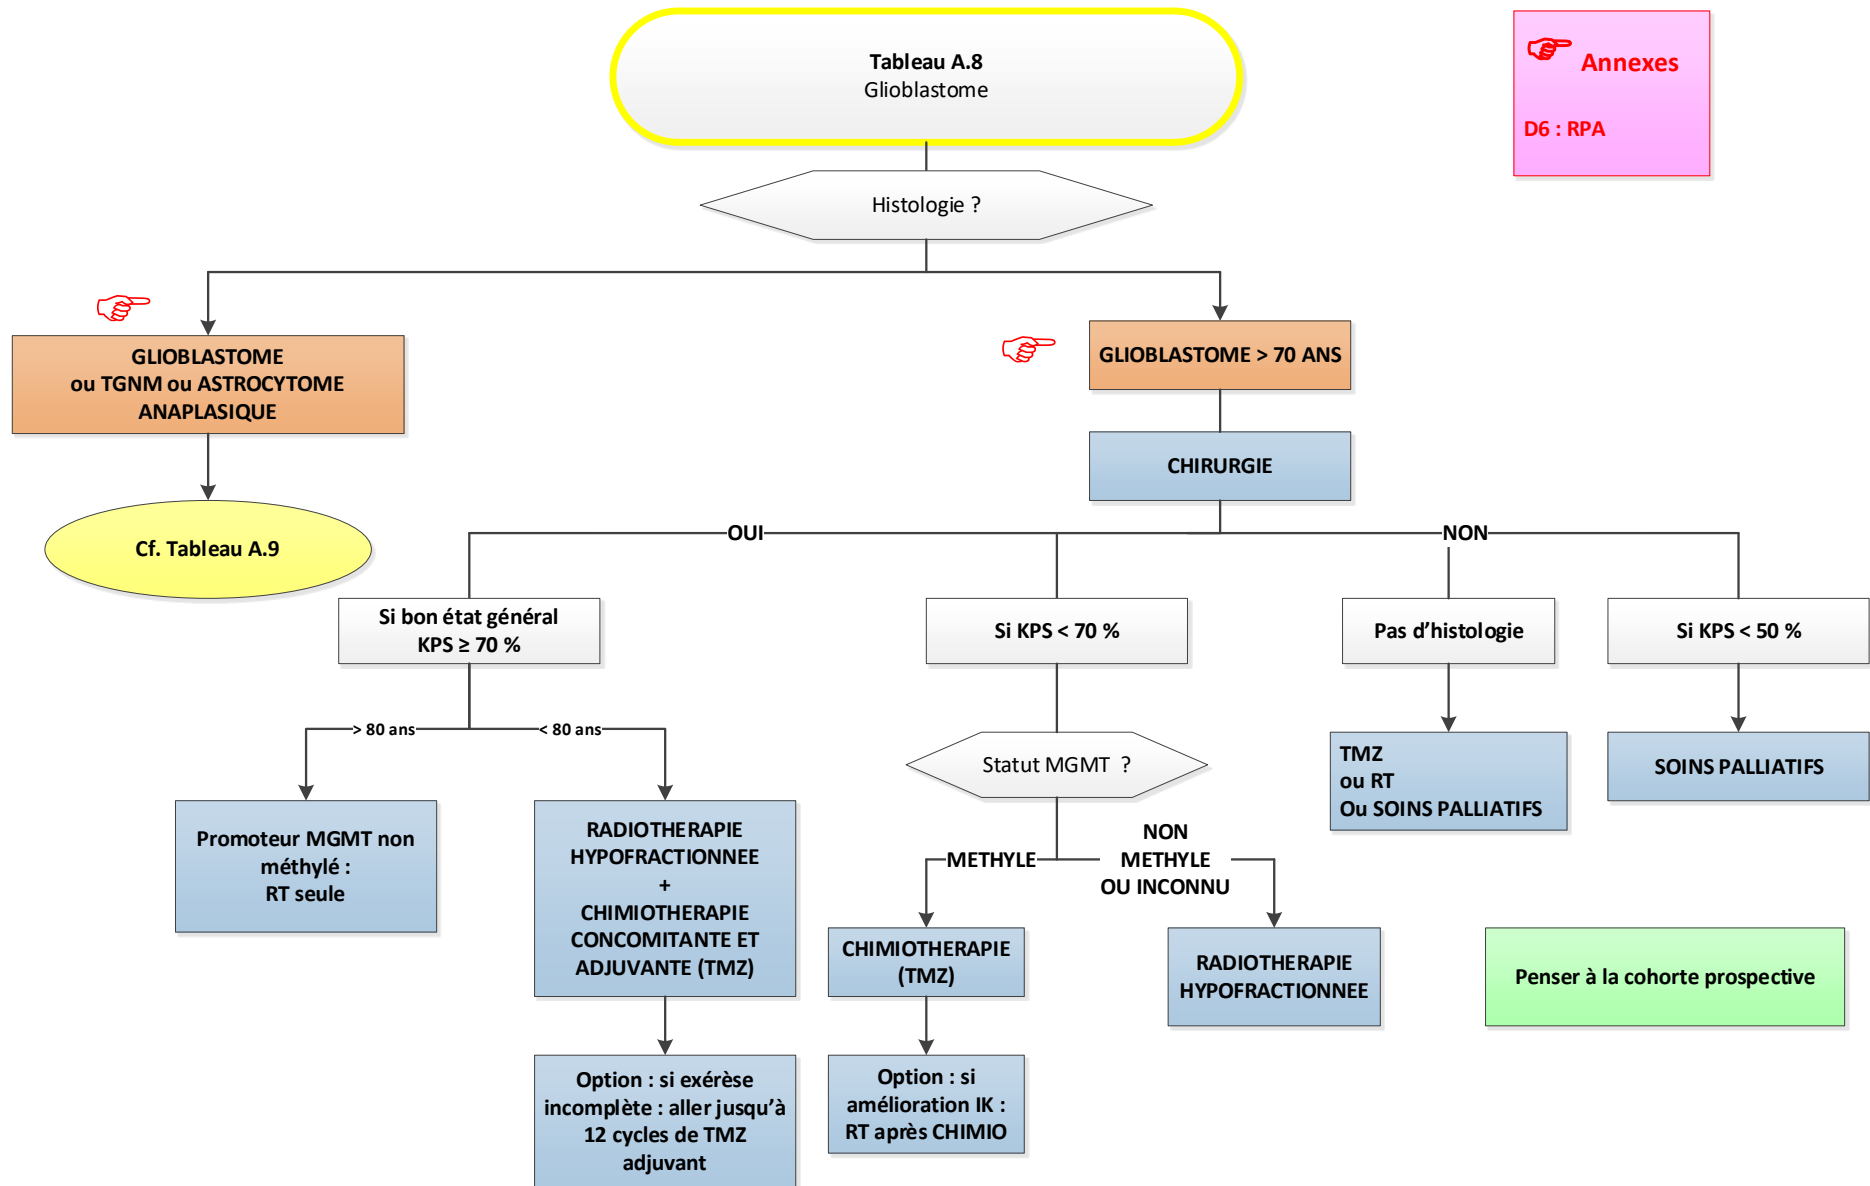 Tableau A.8
Glioblastome
Annexes
D6 : RPA
Histologie ?
GLIOBLASTOME
ou TGNM ou ASTROCYTOME
ANAPLASIQUE
GLIOBLASTOME > 70 ANS
CHIRURGIE
Cf. Tableau A.9
OUI
NON
Si bon état général
KPS ≥ 70 %
Si KPS < 70 %
Pas d’histologie
Si KPS < 50 %
> 80 ans
< 80 ans
Statut MGMT ?
TMZ
ou RT
Ou SOINS PALLIATIFS
SOINS PALLIATIFS
Promoteur MGMT non
méthylé :
RT seule
RADIOTHERAPIE
HYPOFRACTIONNEE
+
CHIMIOTHERAPIE
CONCOMITANTE ET
ADJUVANTE (TMZ)
METHYLE
NON
METHYLE
OU INCONNU
CHIMIOTHERAPIE
(TMZ)
RADIOTHERAPIE
HYPOFRACTIONNEE
Penser à la cohorte prospective
Option : si exérèse
incomplète : aller jusqu’à
12 cycles de TMZ
adjuvant
Option : si
amélioration IK :
RT après CHIMIO